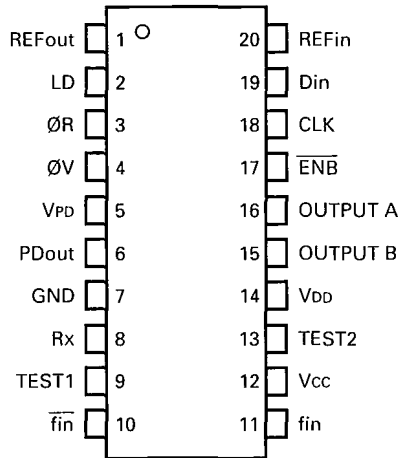 REFout 1 20 REFin
LD 2 19 Din
ØR 3 18 CLK
ØV 4 17 E̅N̅B̅
VPD 5 16 OUTPUT A
PDout 6 15 OUTPUT B
GND 7 14 VDD
Rx 8 13 TEST2
TEST1 9 12 VCC
f̅i̅n̅ 10 11 fin